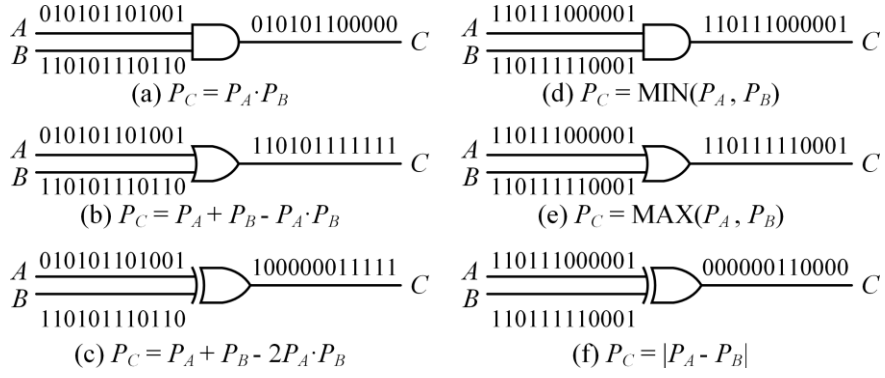 A 010101101001
B 110101110110
010101100000 C
(a) P_C = P_A·P_B
A 010101101001
B 110101110110
110101111111 C
(b) P_C = P_A + P_B - P_A·P_B
A 010101101001
B 110101110110
100000011111 C
(c) P_C = P_A + P_B - 2P_A·P_B
A 110111000001
B 110111110001
110111000001 C
(d) P_C = MIN(P_A , P_B)
A 110111000001
B 110111110001
110111110001 C
(e) P_C = MAX(P_A , P_B)
A 110111000001
B 110111110001
000000110000 C
(f) P_C = |P_A - P_B|